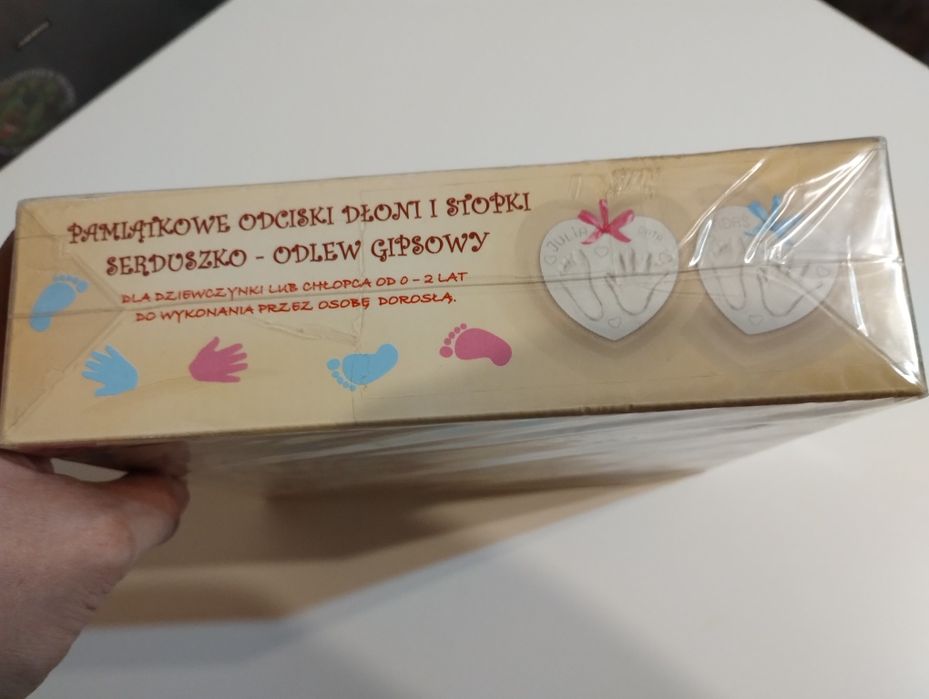 PAMIĄTKOWE ODCISKI DŁONI I STOPKI
SERDUSZKO - ODLEW GIPSOWY
DLA DZIEWCZYNKI LUB CHŁOPCA OD 0 - 2 LAT
DO WYKONANIA PRZEZ OSOBĘ DOROSŁĄ.
JULIA